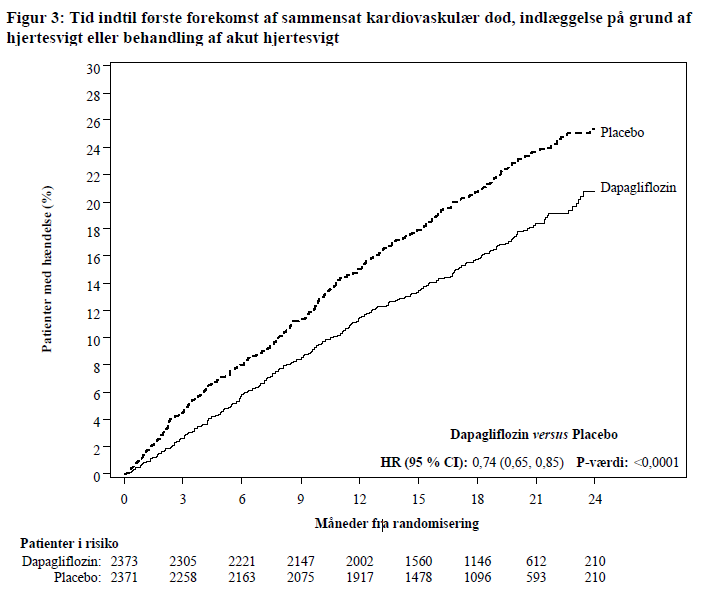 Figur 3: Tid indtil første forekomst af sammensat kardiovaskulær død, indlæggelse på grund af
hjertesvigt eller behandling af akut hjertesvigt
Patienter med hændelse (%)
30
28
26
24
22
20
18
16
14
12
10
8
6
4
2
0
Placebo
Dapagliflozin
Dapagliflozin versus Placebo
HR (95 % CI): 0,74 (0,65, 0,85) P-værdi: <0,0001
0 3 6 9 12 15 18 21 24
Måneder fra randomisering
Patienter i risiko
Dapagliflozin: 2373 2305 2221 2147 2002 1560 1146 612 210
Placebo: 2371 2258 2163 2075 1917 1478 1096 593 210